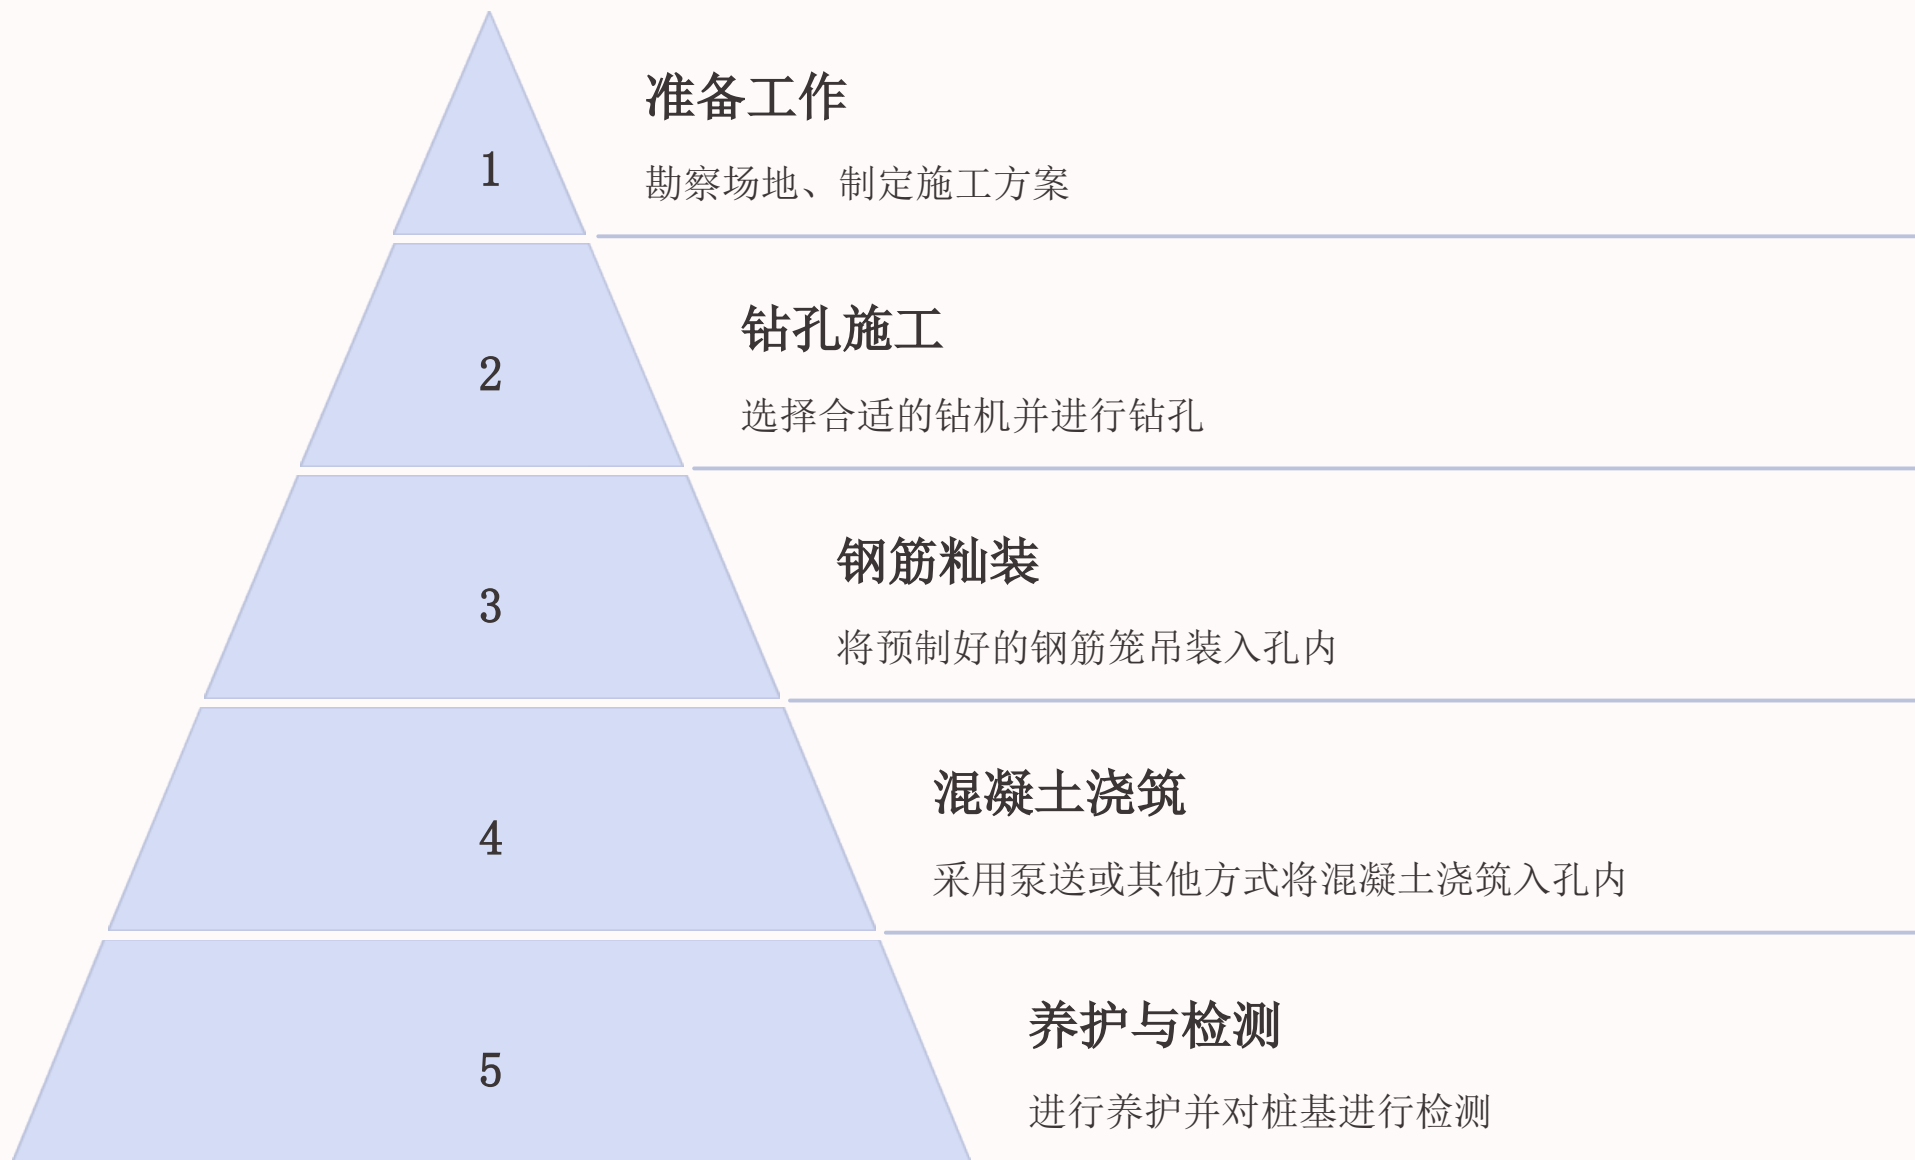 1
准备工作
勘察场地、制定施工方案
2
钻孔施工
选择合适的钻机并进行钻孔
3
钢筋籼装
将预制好的钢筋笼吊装入孔内
4
混凝土浇筑
采用泵送或其他方式将混凝土浇筑入孔内
5
养护与检测
进行养护并对桩基进行检测